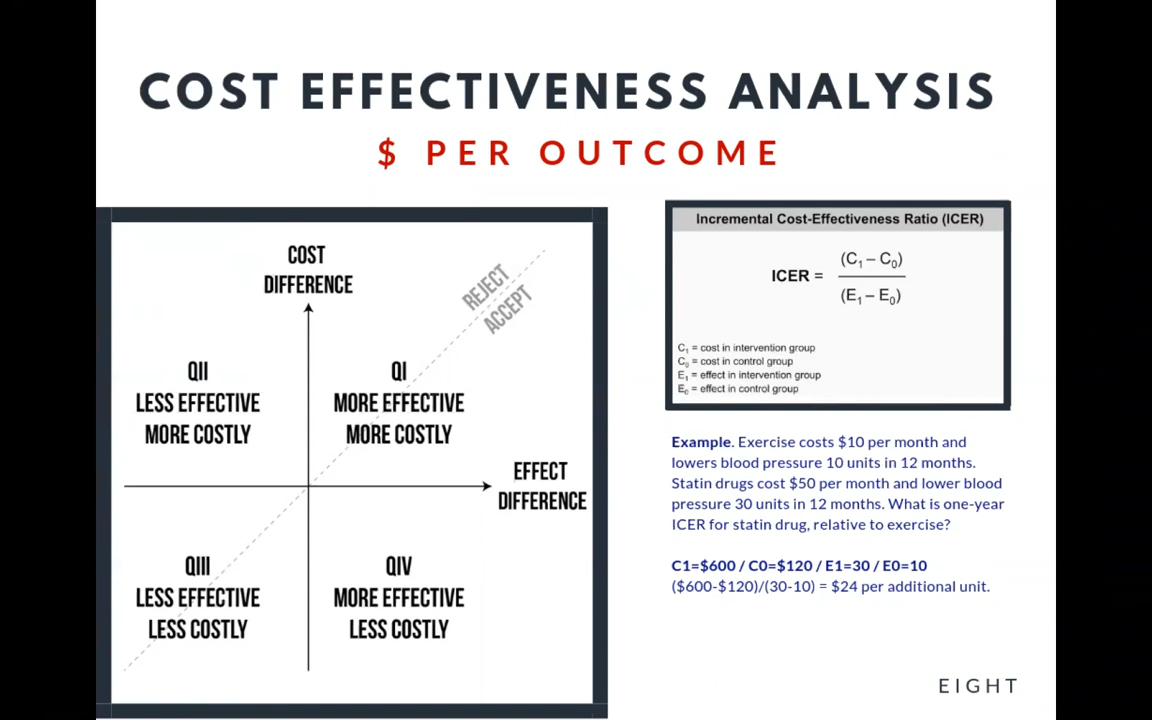 COST EFFECTIVENESS ANALYSIS
$ PER OUTCOME
COST
DIFFERENCE
REJECT
ACCEPT
QII
LESS EFFECTIVE
MORE COSTLY
QI
MORE EFFECTIVE
MORE COSTLY
EFFECT
DIFFERENCE
QIII
LESS EFFECTIVE
LESS COSTLY
QIV
MORE EFFECTIVE
LESS COSTLY
Incremental Cost-Effectiveness Ratio (ICER)
ICER = (C₁ – C₀)
(E₁ – E₀)
C₁ = cost in intervention group
C₀ = cost in control group
E₁ = effect in intervention group
E₀ = effect in control group
Example. Exercise costs $10 per month and
lowers blood pressure 10 units in 12 months.
Statin drugs cost $50 per month and lower blood
pressure 30 units in 12 months. What is one-year
ICER for statin drug, relative to exercise?
C1=$600 / C0=$120 / E1=30 / E0=10
($600-$120)/(30-10) = $24 per additional unit.
EIGHT